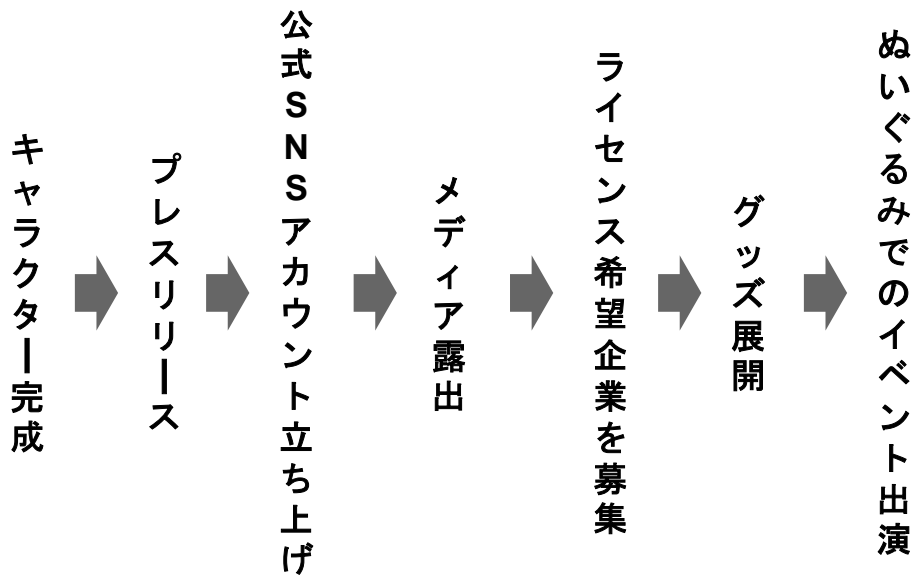 キャラクター完成
プレスリリース
公式SNSアカウント立ち上げ
メディア露出
ライセンス希望企業を募集
グッズ展開
ぬいぐるみでのイベント出演